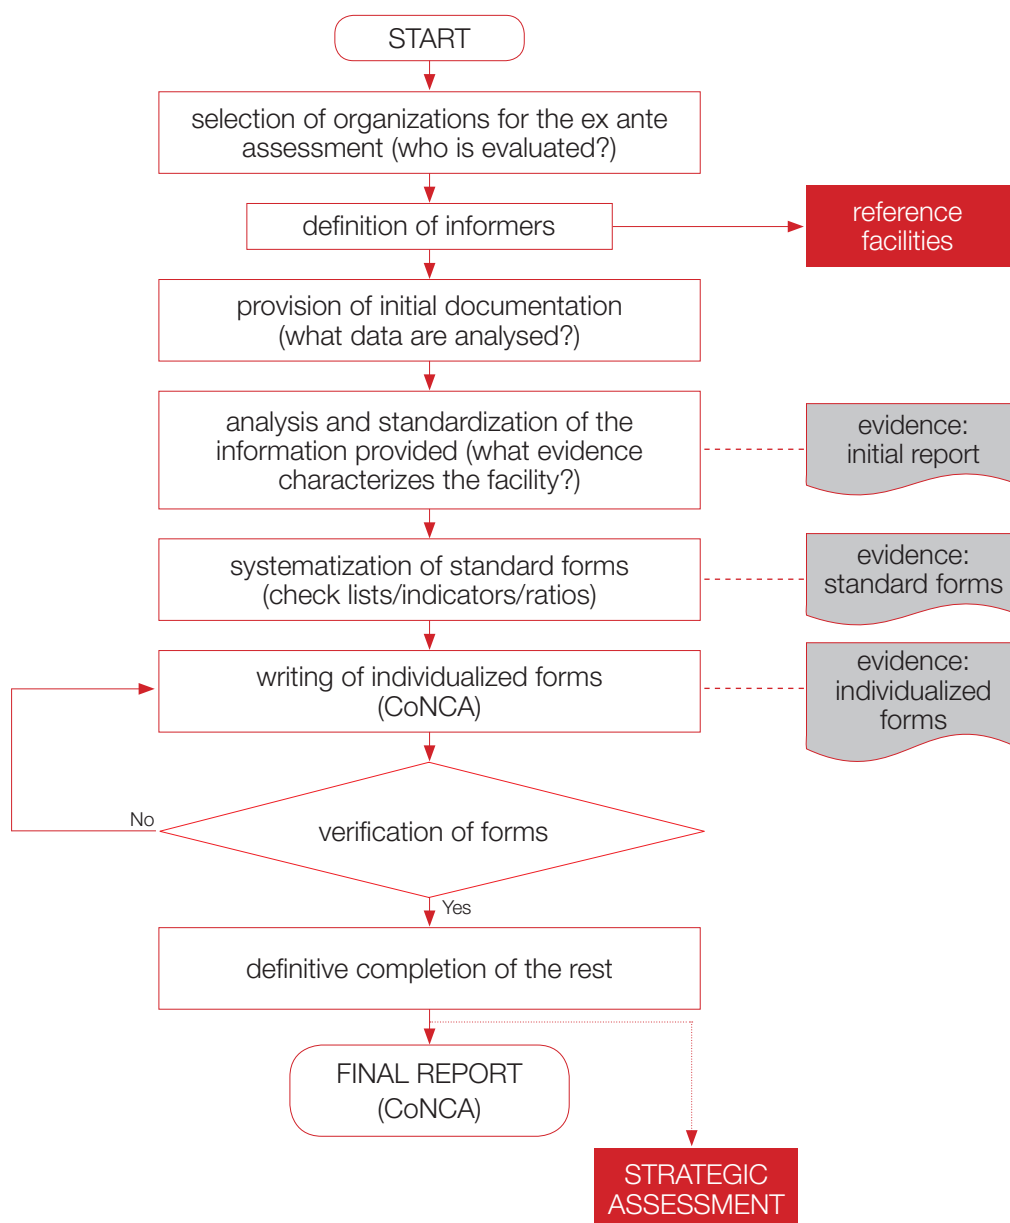 START
selection of organizations for the ex ante
assessment (who is evaluated?)
definition of informers
reference
facilities
provision of initial documentation
(what data are analysed?)
analysis and standardization of the
information provided (what evidence
characterizes the facility?)
evidence:
initial report
systematization of standard forms
(check lists/indicators/ratios)
evidence:
standard forms
writing of individualized forms
(CoNCA)
evidence:
individualized
forms
No
verification of forms
Yes
definitive completion of the rest
FINAL REPORT
(CoNCA)
STRATEGIC
ASSESSMENT